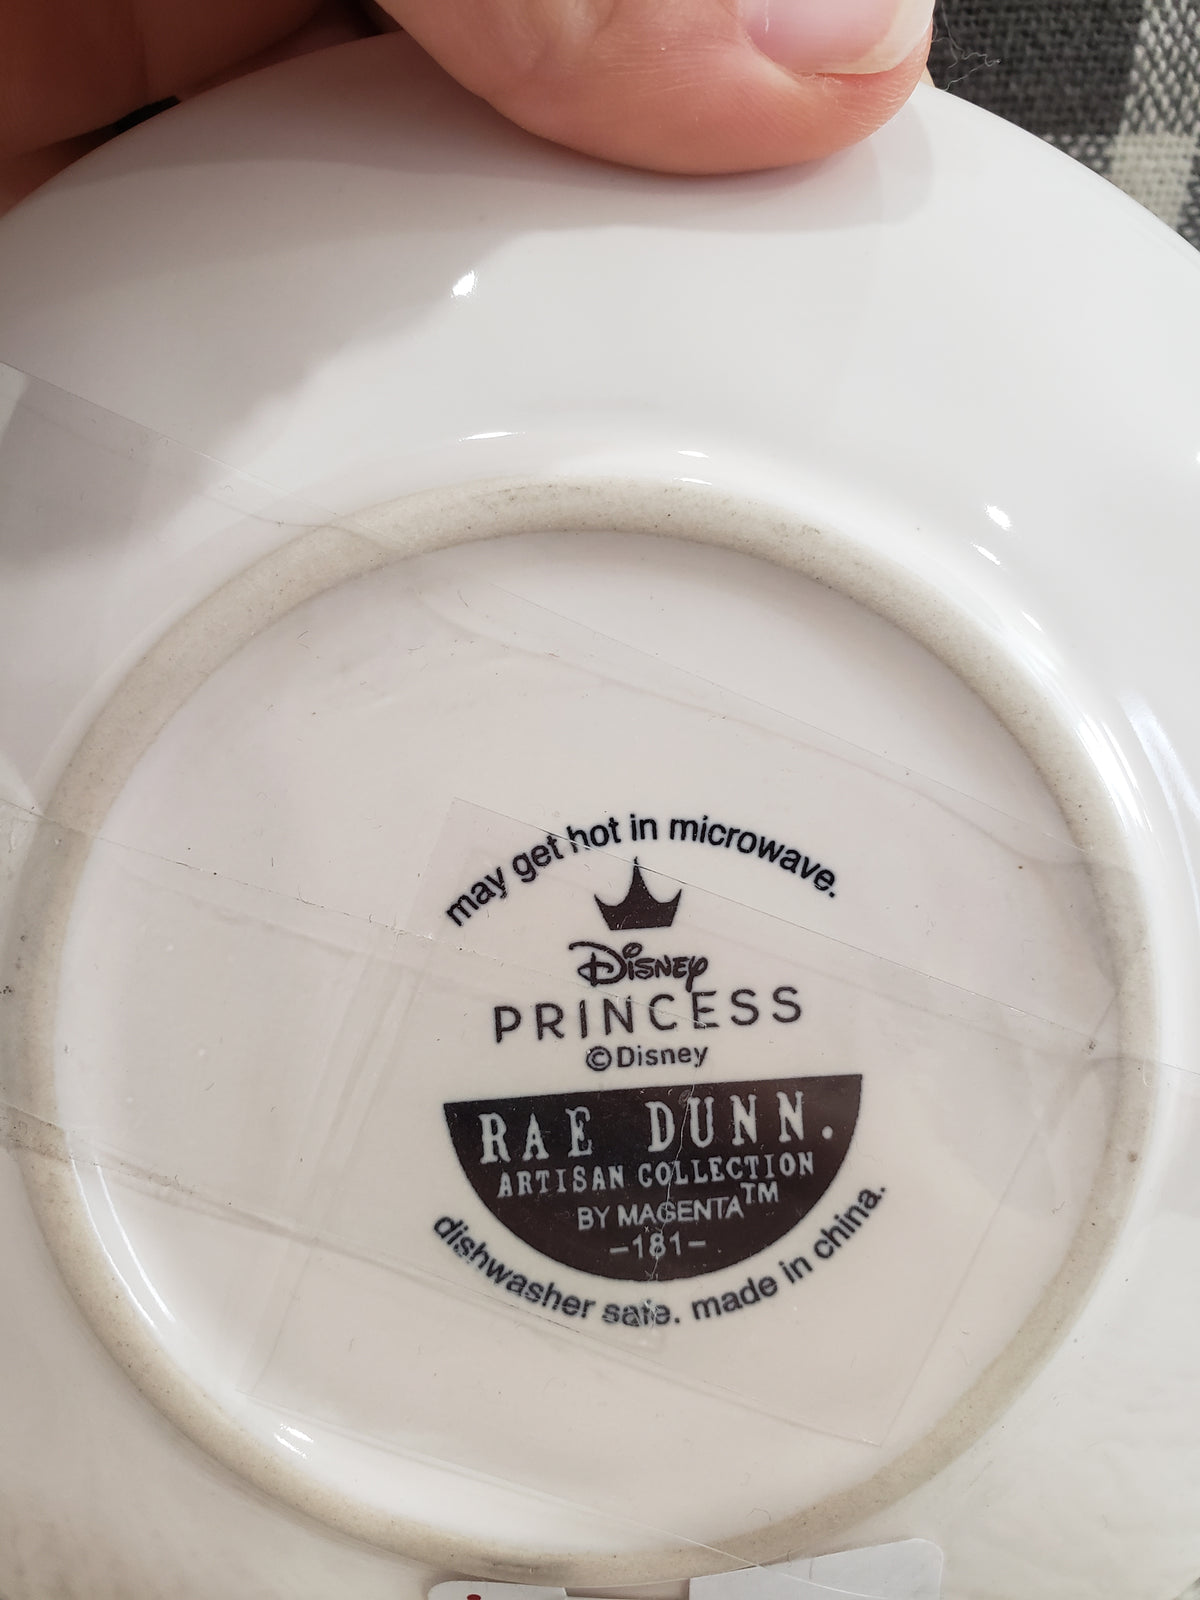 may get hot in microwave.
Disney
PRINCESS
©Disney
RAE DUNN.
ARTISAN COLLECTION
BY MAGENTA™
–181–
dishwasher safe. made in china.